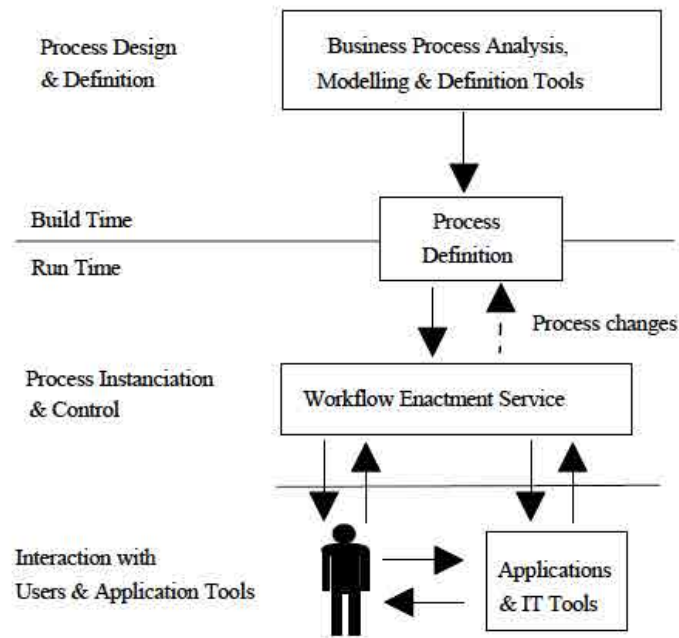 Process Design
& Definition
Business Process Analysis,
Modelling & Definition Tools
Build Time
Process
Definition
Run Time
Process changes
Process Instanciation
& Control
Workflow Enactment Service
Interaction with
Users & Application Tools
Applications
& IT Tools